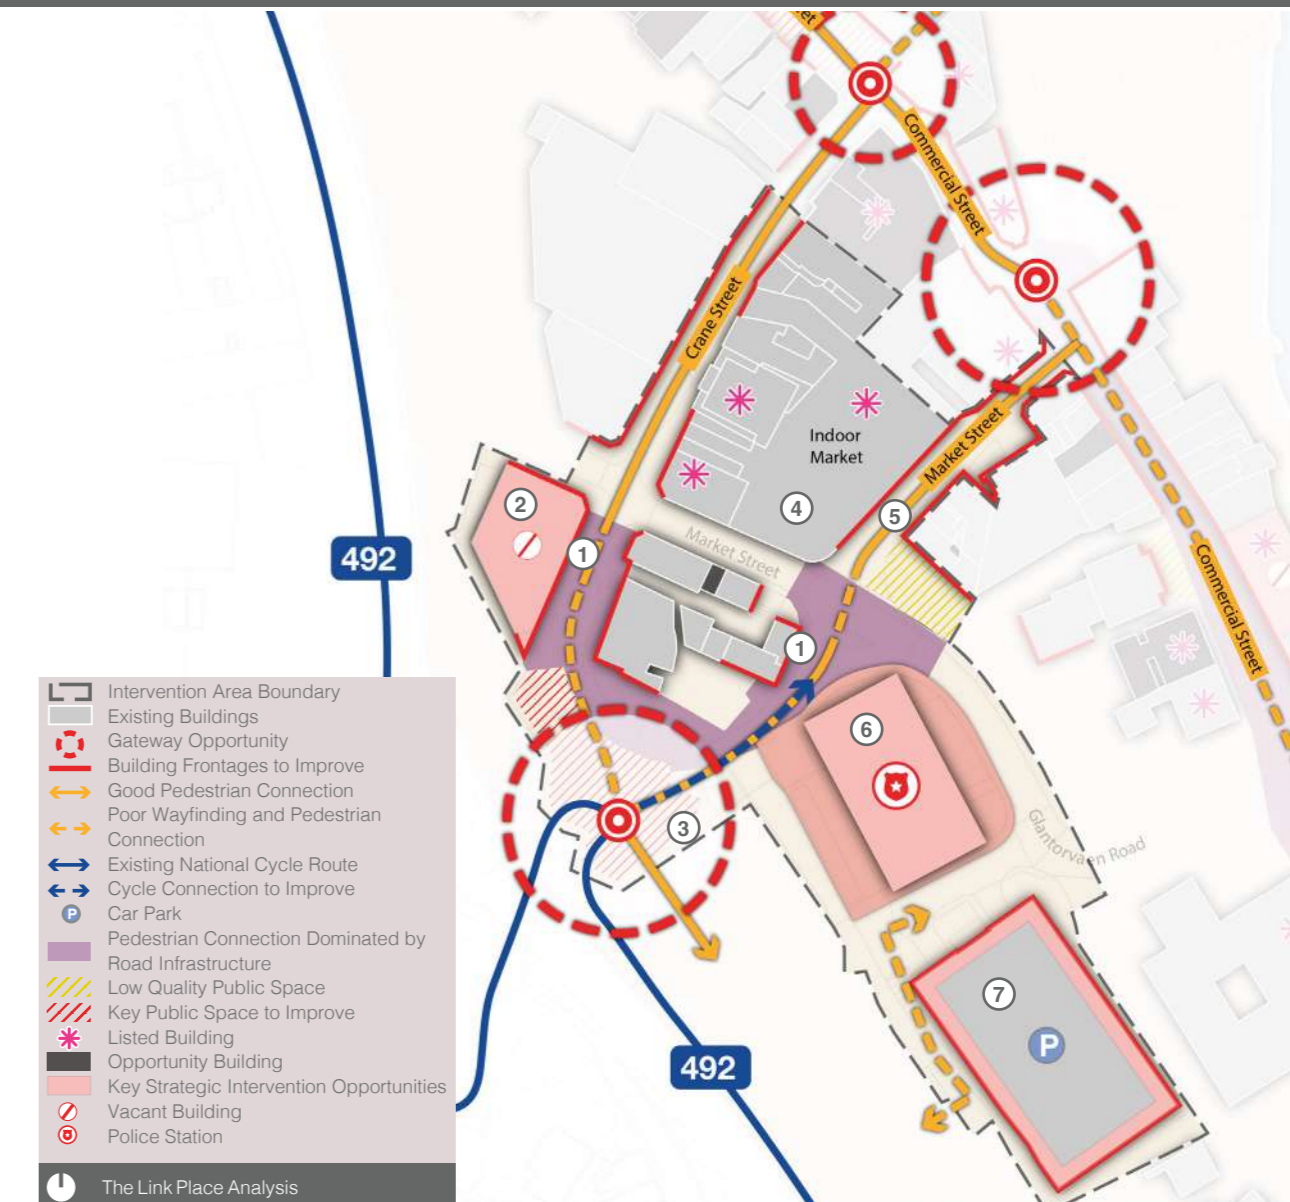 et
Commercial Street
Crane Street
Indoor
Market
Market Street
4
5
2
1
Market Street
492
1
Commercial Street
6
3
Glantorvaen Road
7
P
492
Intervention Area Boundary
Existing Buildings
Gateway Opportunity
Building Frontages to Improve
Good Pedestrian Connection
Poor Wayfinding and Pedestrian
Connection
Existing National Cycle Route
Cycle Connection to Improve
P Car Park
Pedestrian Connection Dominated by
Road Infrastructure
Low Quality Public Space
Key Public Space to Improve
Listed Building
Opportunity Building
Key Strategic Intervention Opportunities
Vacant Building
Police Station
The Link Place Analysis